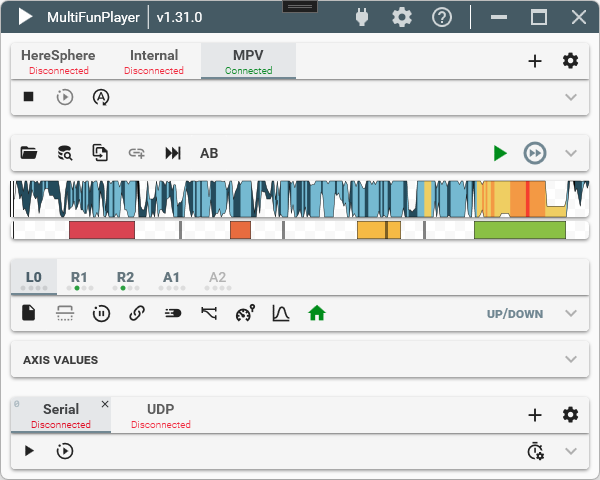 MultiFunPlayer v1.31.0
HereSphere Internal MPV
Disconnected Disconnected Connected
AB
L0 R1 R2 A1 A2
UP/DOWN
AXIS VALUES
0 Serial UDP
Disconnected Disconnected